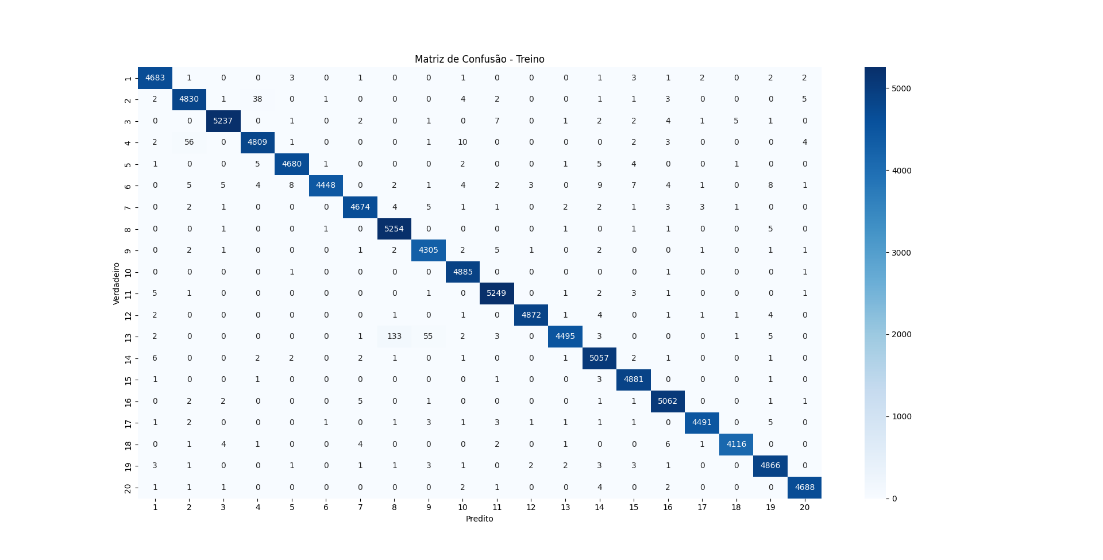 Matriz de Confusão - Treino
1 4683 1 0 0 3 0 1 0 0 1 0 0 0 1 3 1 2 0 2 2
2 2 4830 1 38 0 1 0 0 0 4 2 0 0 1 1 3 0 0 0 5
3 0 0 5237 0 1 0 2 0 1 0 7 0 1 2 2 4 1 5 1 0
4 2 56 0 4809 1 0 0 0 1 10 0 0 0 0 2 3 0 0 0 4
5 1 0 0 5 4680 1 0 0 0 2 0 0 1 5 4 0 0 1 0 0
6 0 5 5 4 8 4448 0 2 1 4 2 3 0 9 7 4 1 0 8 1
7 0 2 1 0 0 0 4674 4 5 1 1 0 2 2 1 3 3 1 0 0
8 0 0 1 0 0 1 0 5254 0 0 0 0 1 0 1 1 0 0 5 0
9 0 2 1 0 0 0 1 2 4305 2 5 1 0 2 0 0 1 0 1 1
10 0 0 0 0 1 0 0 0 0 4885 0 0 0 0 0 1 0 0 0 1
11 5 1 0 0 0 0 0 0 1 0 5249 0 1 2 3 1 0 0 0 1
12 2 0 0 0 0 0 0 1 0 1 0 4872 1 4 0 1 1 1 4 0
13 2 0 0 0 0 0 1 133 55 2 3 0 4495 3 0 0 0 1 5 0
14 6 0 0 2 2 0 2 1 0 1 0 0 1 5057 2 1 0 0 1 0
15 1 0 0 1 0 0 0 0 0 0 1 0 0 3 4881 0 0 0 1 0
16 0 2 2 0 0 0 5 0 1 0 0 0 0 1 1 5062 0 0 1 1
17 1 2 0 0 0 0 0 1 3 1 3 1 1 1 1 0 4491 0 5 0
18 0 1 4 1 0 0 4 0 0 0 2 0 1 0 0 6 1 4116 0 0
19 3 1 0 0 1 0 1 1 3 1 0 2 2 3 3 1 0 0 4866 0
20 1 1 1 0 0 0 0 0 0 2 1 0 0 4 0 2 0 0 0 4688
1 2 3 4 5 6 7 8 9 10 11 12 13 14 15 16 17 18 19 20
Verdadeiro
Predito
5000
4000
3000
2000
1000
0